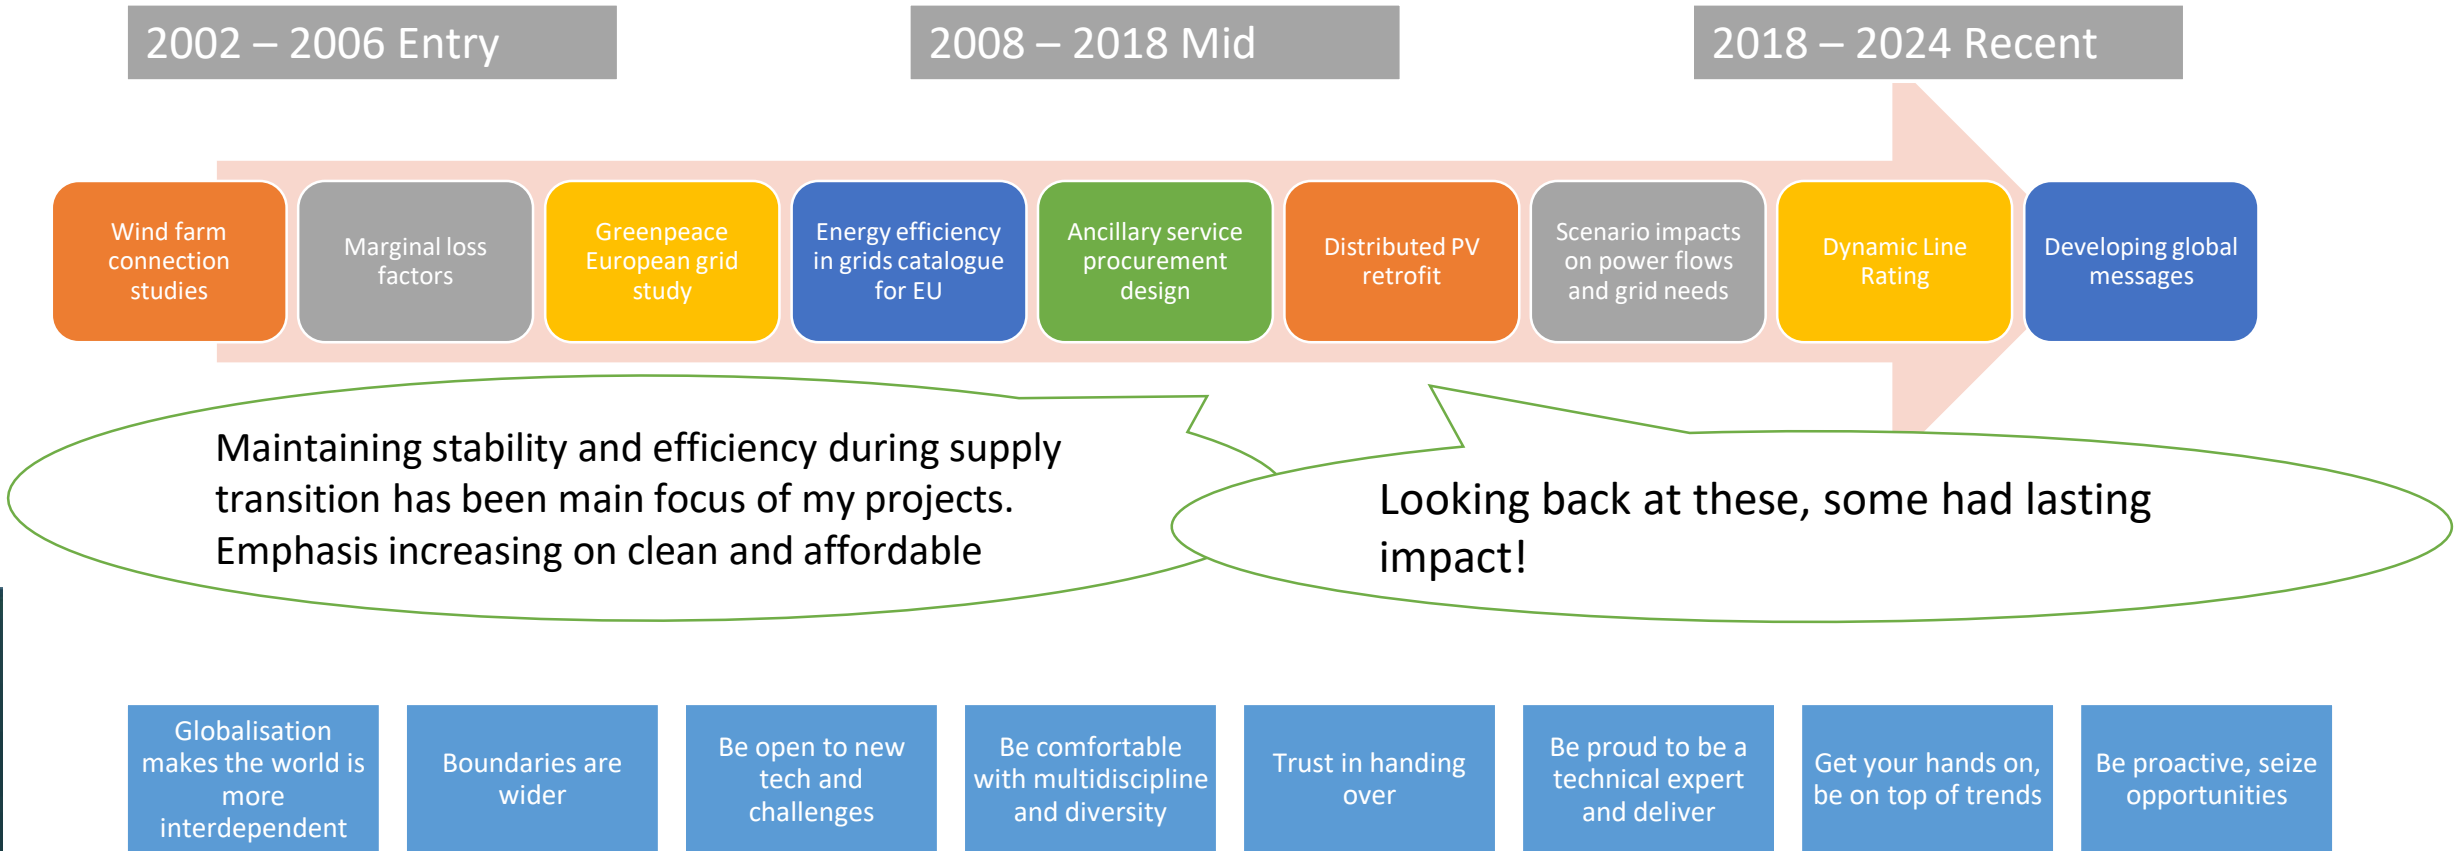 2002 – 2006 Entry
2008 – 2018 Mid
2018 – 2024 Recent
Wind farm
connection
studies
Marginal loss
factors
Greenpeace
European grid
study
Energy efficiency
in grids catalogue
for EU
Ancillary service
procurement
design
Distributed PV
retrofit
Scenario impacts
on power flows
and grid needs
Dynamic Line
Rating
Developing global
messages
Maintaining stability and efficiency during supply
transition has been main focus of my projects.
Emphasis increasing on clean and affordable
Looking back at these, some had lasting
impact!
Globalisation
makes the world is
more
interdependent
Boundaries are
wider
Be open to new
tech and
challenges
Be comfortable
with multidiscipline
and diversity
Trust in handing
over
Be proud to be a
technical expert
and deliver
Get your hands on,
be on top of trends
Be proactive, seize
opportunities